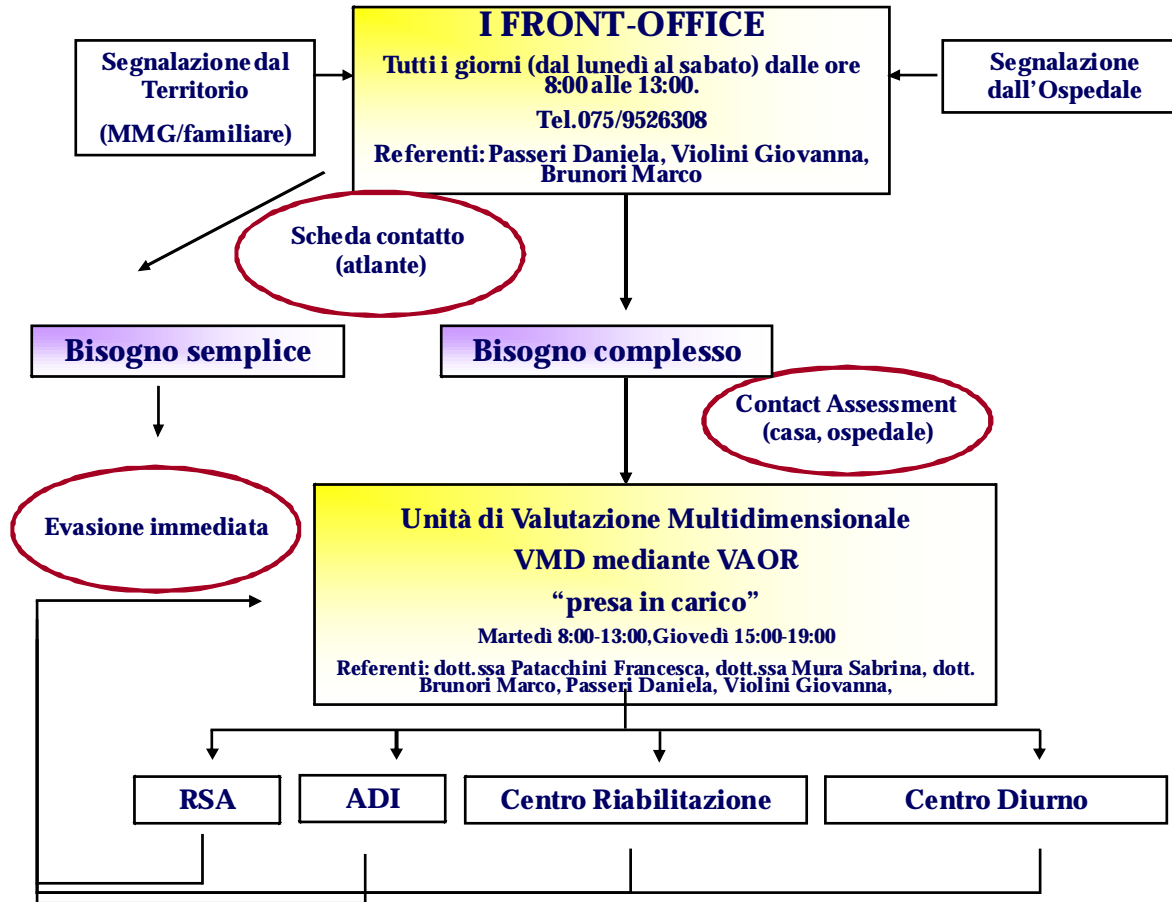 I FRONT-OFFICE
Tutti i giorni (dal lunedì al sabato) dalle ore
8:00 alle 13:00.
Tel.075/9526308
Referenti: Passeri Daniela, Violini Giovanna,
Brunori Marco
Segnalazione dal
Territorio
(MMG/familiare)
Segnalazione
dall'Ospedale
Scheda contatto
(atlante)
Bisogno semplice
Bisogno complesso
Contact Assessment
(casa, ospedale)
Evasione immediata
Unità di Valutazione Multidimensionale
VMD mediante VAOR
“presa in carico”
Martedì 8:00-13:00,Giovedì 15:00-19:00
Referenti: dott.ssa Patacchini Francesca, dott.ssa Mura Sabrina, dott.
Brunori Marco, Passeri Daniela, Violini Giovanna,
RSA
ADI
Centro Riabilitazione
Centro Diurno